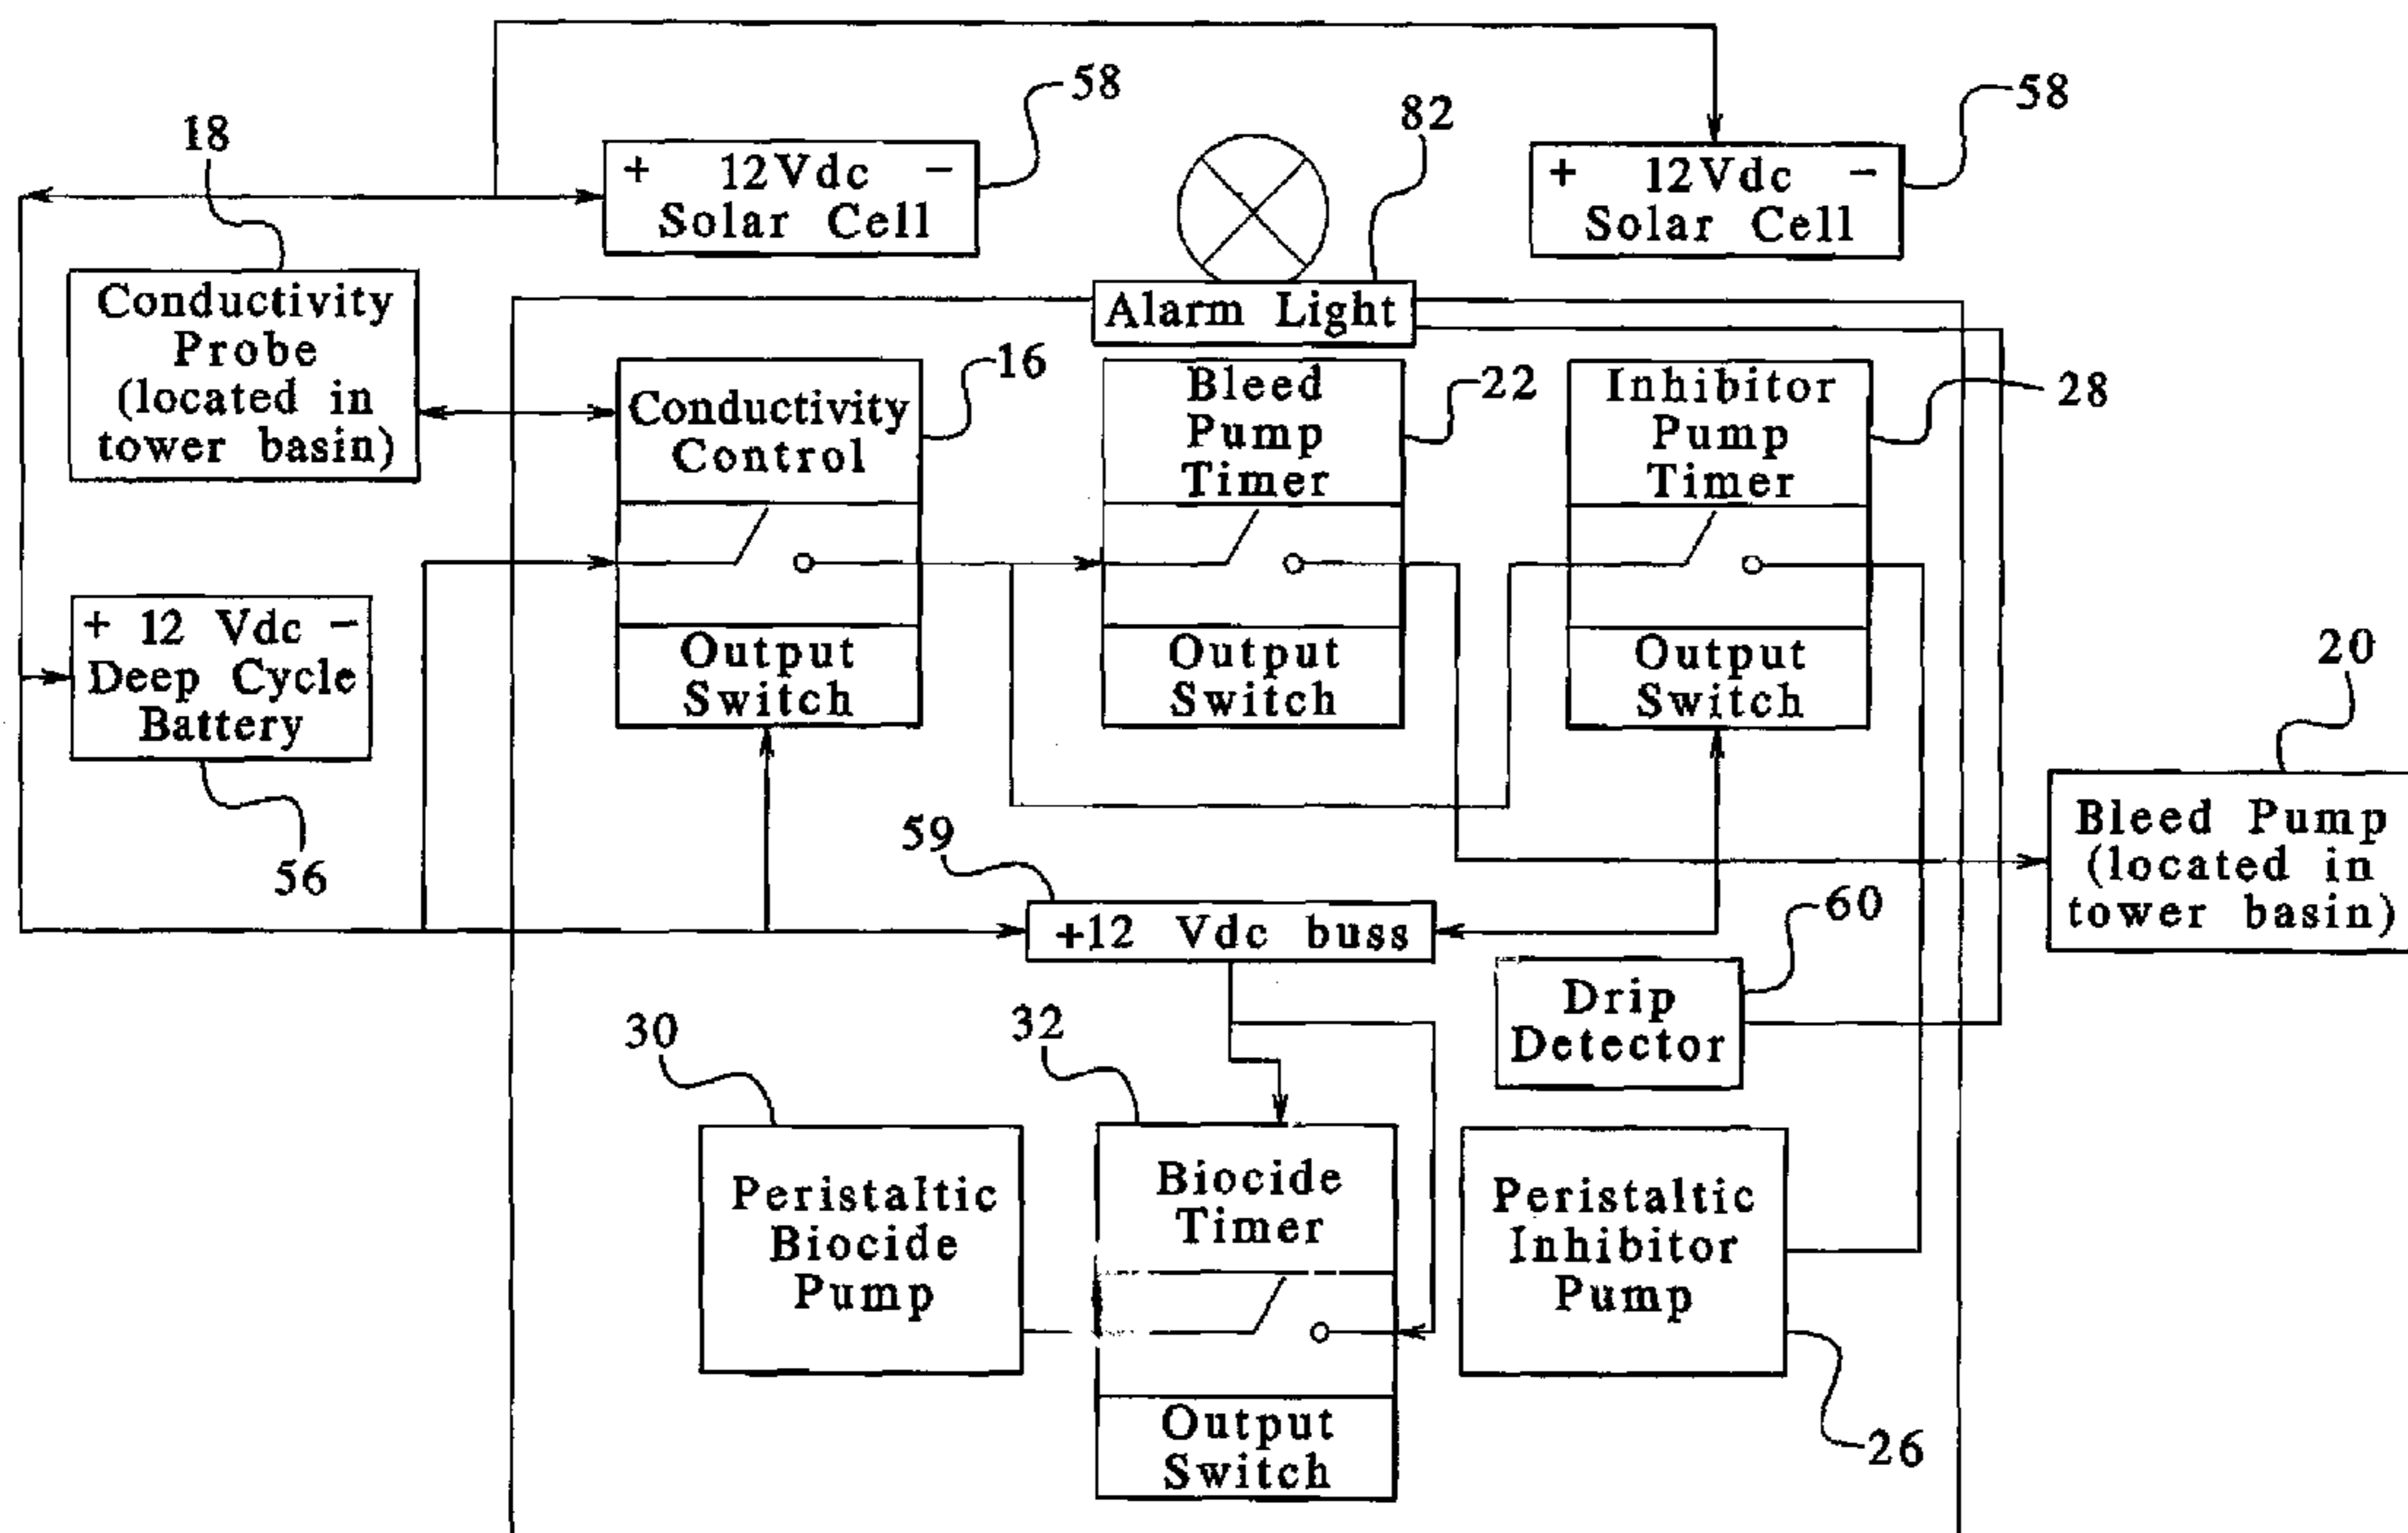 58
82
58
18
+ 12Vdc −
Solar Cell
+ 12Vdc −
Solar Cell
Conductivity
Probe
(located in
tower basin)
Alarm Light
16
Conductivity
Control
Output
Switch
22
Bleed
Pump
Timer
Output
Switch
28
Inhibitor
Pump
Timer
Output
Switch
+ 12 Vdc −
Deep Cycle
Battery
56
20
Bleed Pump
(located in
tower basin)
59
+12 Vdc buss
60
Drip
Detector
30
Peristaltic
Biocide
Pump
32
Biocide
Timer
Output
Switch
Peristaltic
Inhibitor
Pump
26